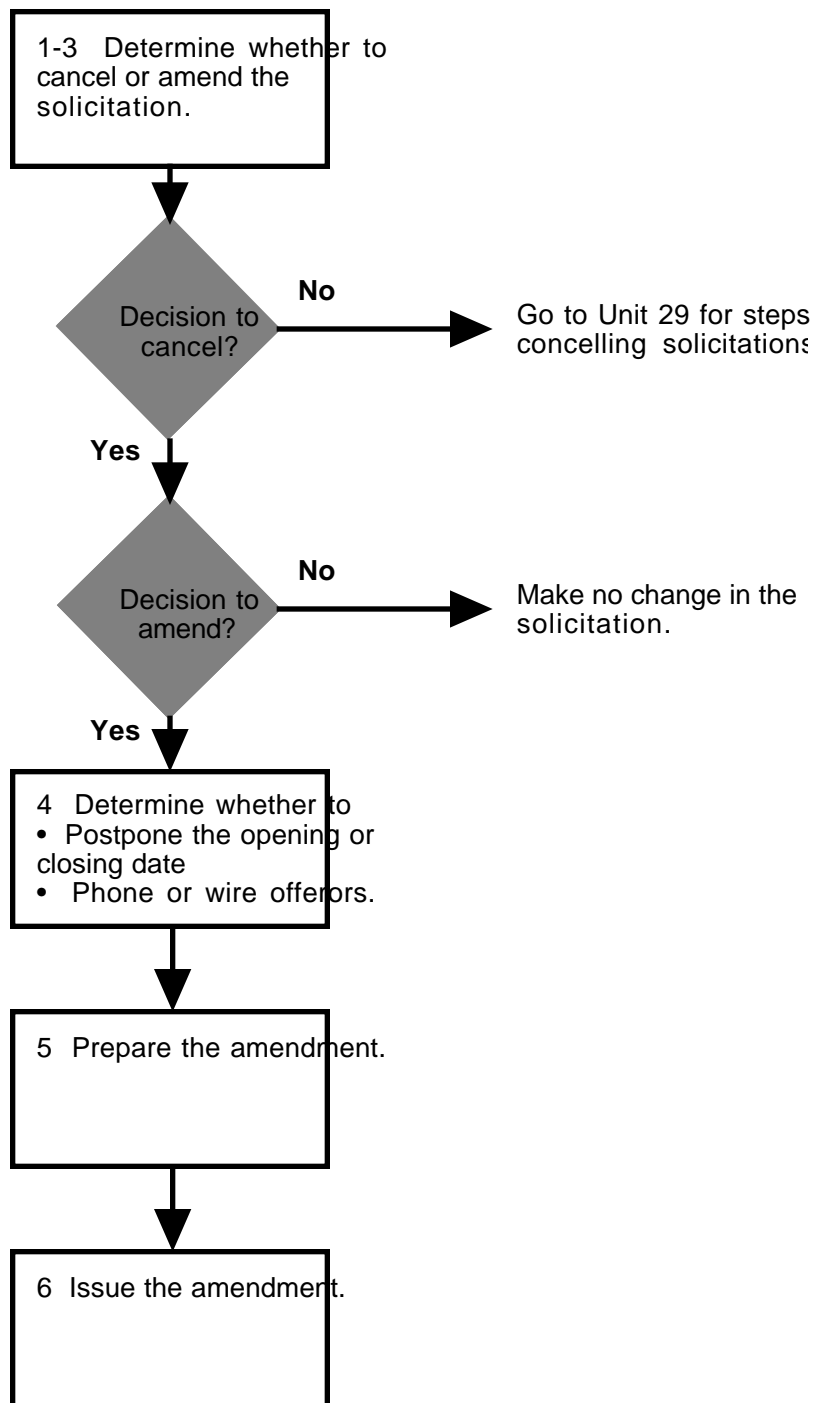 1-3 Determine whether to
cancel or amend the
solicitation.
Decision to
cancel?
No
Go to Unit 29 for steps
concelling solicitations
Yes
Decision to
amend?
No
Make no change in the
solicitation.
Yes
4 Determine whether to
• Postpone the opening or
closing date
• Phone or wire offerors.
5 Prepare the amendment.
6 Issue the amendment.